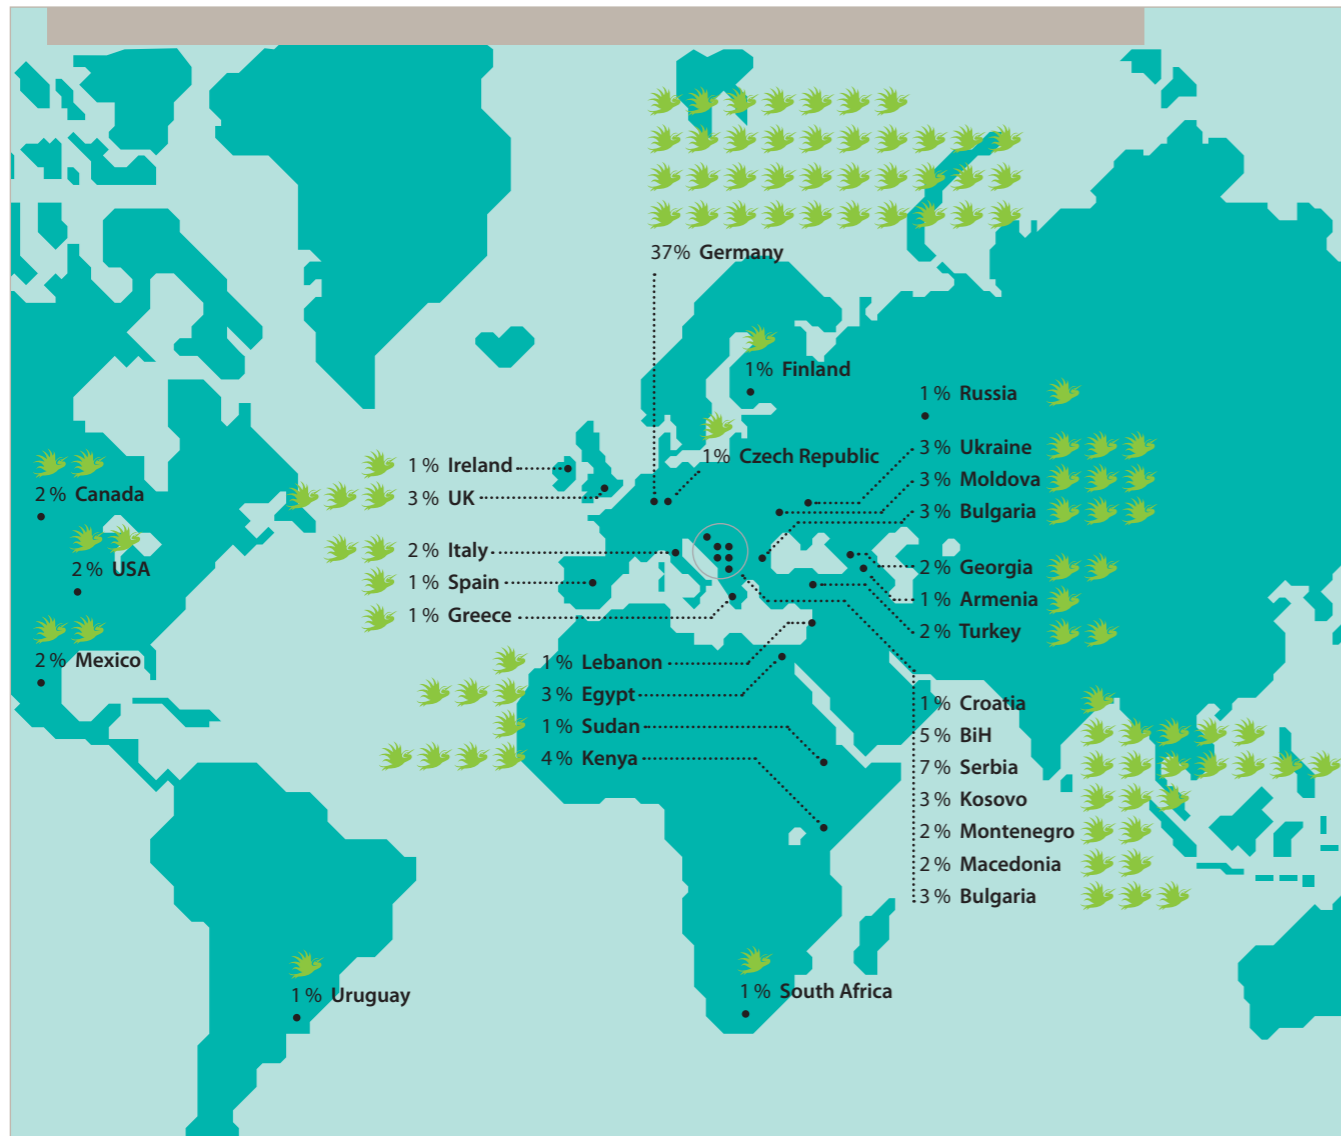 37% Germany
1% Finland
1% Russia
1% Czech Republic
3% Ukraine
1% Ireland
3% Moldova
2% Canada
3% UK
3% Bulgaria
2% Italy
2% USA
2% Georgia
1% Spain
1% Armenia
1% Greece
2% Turkey
2% Mexico
1% Lebanon
3% Egypt
1% Croatia
1% Sudan
5% BiH
4% Kenya
7% Serbia
3% Kosovo
2% Montenegro
2% Macedonia
3% Bulgaria
1% South Africa
1% Uruguay